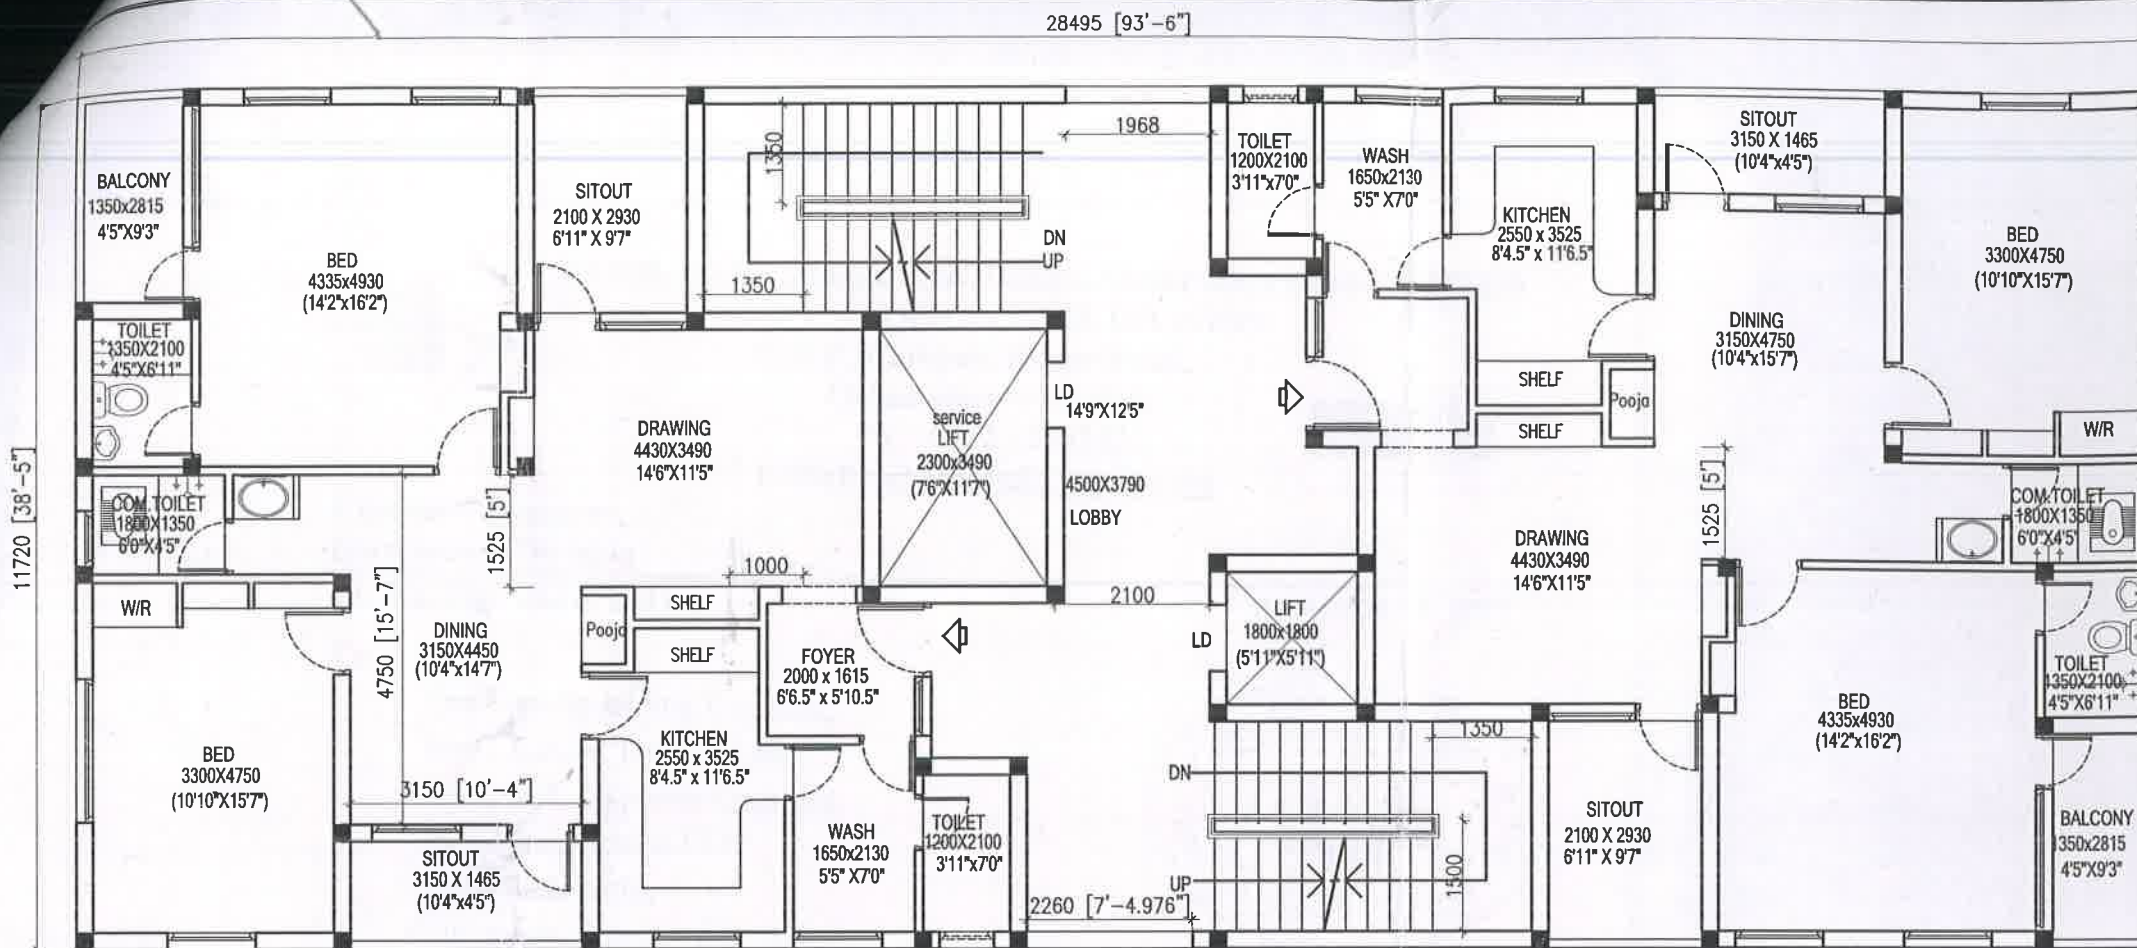 28495 [93'-6"]
11720 [38'-5"]
BALCONY
1350x2815
4'5"X9'3"
BED
4335x4930
(14'2"x16'2")
SITOUT
2100 X 2930
6'11" X 9'7"
1350
1350
DN
UP
1968
TOILET
1200X2100
3'11"x7'0"
WASH
1650x2130
5'5" X7'0"
KITCHEN
2550 x 3525
8'4.5" x 11'6.5"
SITOUT
3150 X 1465
(10'4"x4'5")
BED
3300X4750
(10'10"X15'7")
DINING
3150X4750
(10'4"x15'7")
TOILET
1350X2100
4'5"X6'11"
DRAWING
4430X3490
14'6"X11'5"
service
LIFT
2300x3490
(7'6"X11'7")
LD
14'9"X12'5"
4500X3790
LOBBY
SHELF
SHELF
Pooja
W/R
COM.TOILET
1800X1350
6'0"X4'5"
1525 [5']
DRAWING
4430X3490
14'6"X11'5"
1525 [5']
COM.TOILET
1800X1350
6'0"X4'5"
W/R
4750 [15'-7"]
DINING
3150X4450
(10'4"x14'7")
1000
SHELF
SHELF
Pooja
FOYER
2000 x 1615
6'6.5" x 5'10.5"
2100
LD
LIFT
1800x1800
(5'11"X5'11")
TOILET
1350X2100
4'5"X6'11"
BED
4335x4930
(14'2"x16'2")
BED
3300X4750
(10'10"X15'7")
3150 [10'-4"]
KITCHEN
2550 x 3525
8'4.5" x 11'6.5"
1350
DN
UP
1500
SITOUT
2100 X 2930
6'11" X 9'7"
BALCONY
1350x2815
4'5"X9'3"
SITOUT
3150 X 1465
(10'4"x4'5")
WASH
1650x2130
5'5" X7'0"
TOILET
1200X2100
3'11"x7'0"
2260 [7'-4.976"]